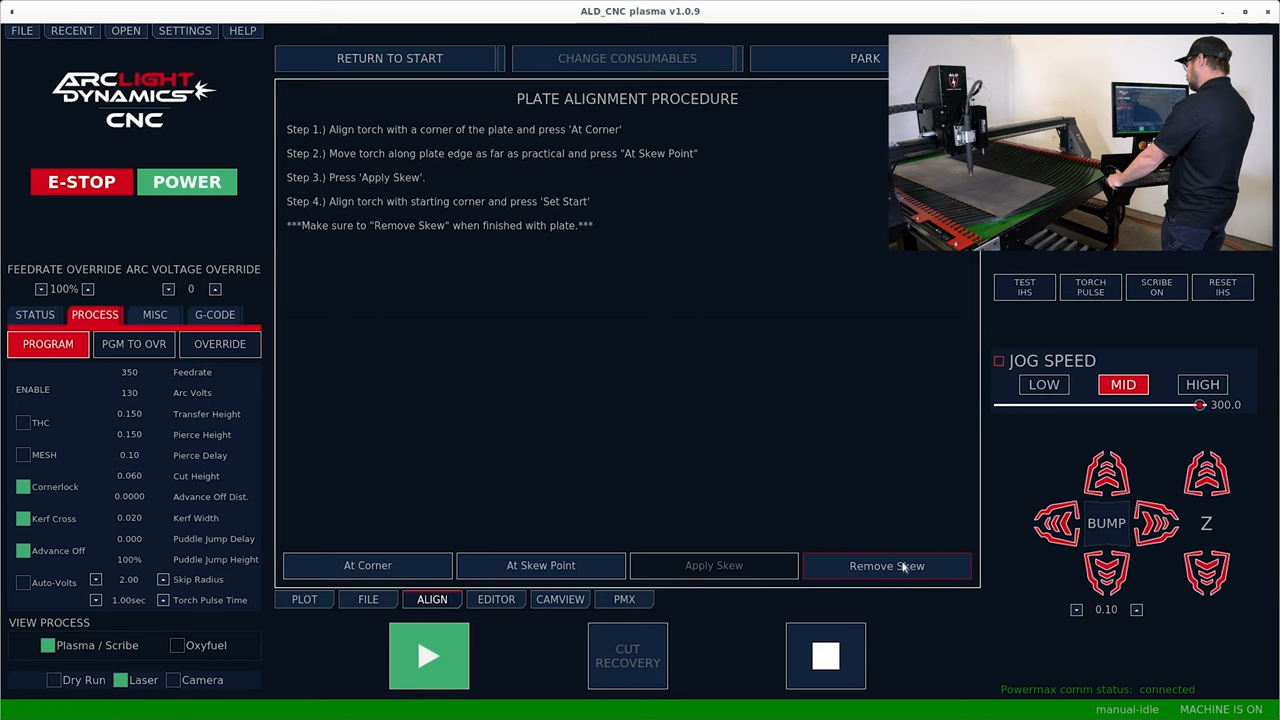 ALD_CNC plasma v1.0.9
FILE RECENT OPEN SETTINGS HELP
ARCLIGHT
DYNAMICS
CNC
E-STOP POWER
FEEDRATE OVERRIDE ARC VOLTAGE OVERRIDE
100% 0
STATUS PROCESS MISC G-CODE
PROGRAM PGM TO OVR OVERRIDE
ENABLE
THC
MESH
Cornerlock
Kerf Cross
Advance Off
Auto-Volts
350 Feedrate
130 Arc Volts
0.150 Transfer Height
0.150 Pierce Height
0.10 Pierce Delay
0.060 Cut Height
0.0000 Advance Off Dist.
0.020 Kerf Width
0.000 Puddle Jump Delay
100% Puddle Jump Height
2.00 Skip Radius
1.00sec Torch Pulse Time
VIEW PROCESS
Plasma / Scribe Oxyfuel
Dry Run Laser Camera
RETURN TO START CHANGE CONSUMABLES PARK
PLATE ALIGNMENT PROCEDURE
Step 1.) Align torch with a corner of the plate and press 'At Corner'
Step 2.) Move torch along plate edge as far as practical and press "At Skew Point"
Step 3.) Press 'Apply Skew'.
Step 4.) Align torch with starting corner and press 'Set Start'
***Make sure to "Remove Skew" when finished with plate.***
At Corner At Skew Point Apply Skew Remove Skew
PLOT FILE ALIGN EDITOR CAMVIEW PMX
CUT
RECOVERY
ALD
TEST
IHS
TORCH
PULSE
SCRIBE
ON
RESET
IHS
JOG SPEED
LOW MID HIGH
300.0
BUMP Z
0.10
Powermax comm status: connected
manual-idle MACHINE IS ON